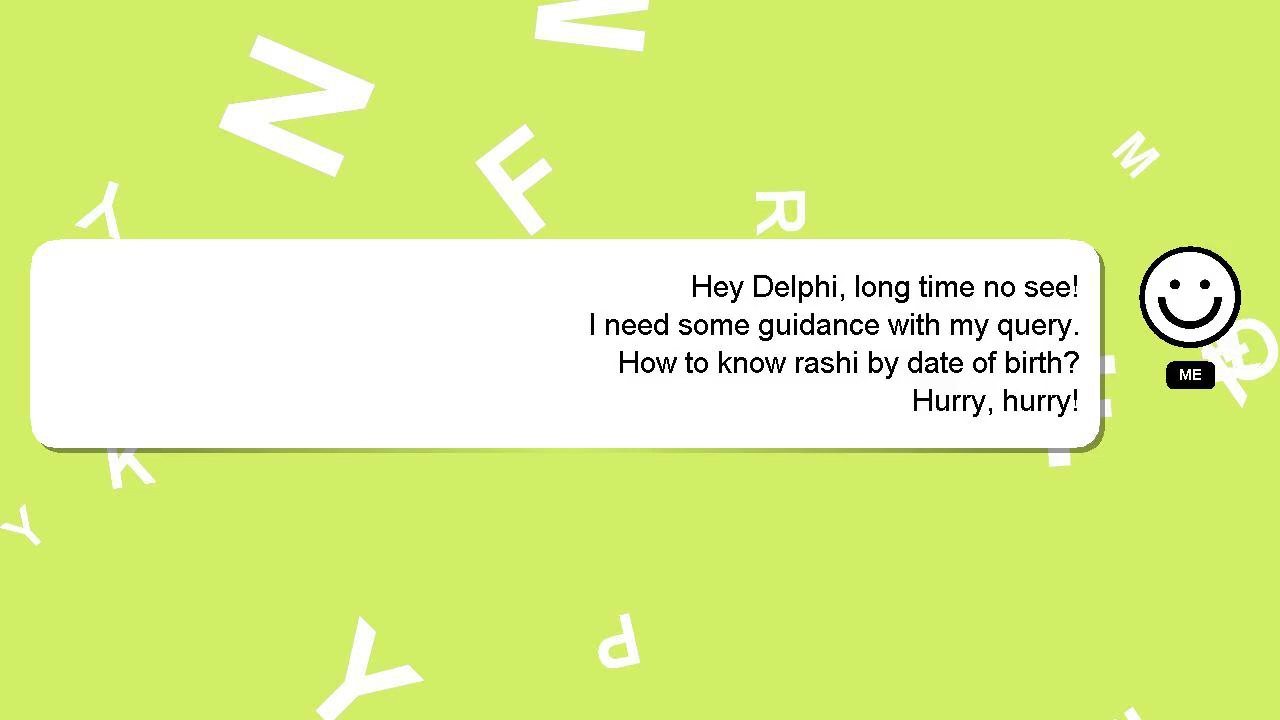 Hey Delphi, long time no see!
I need some guidance with my query.
How to know rashi by date of birth?
Hurry, hurry!
ME
N
F
Y
R
M
K
Y
Y
P